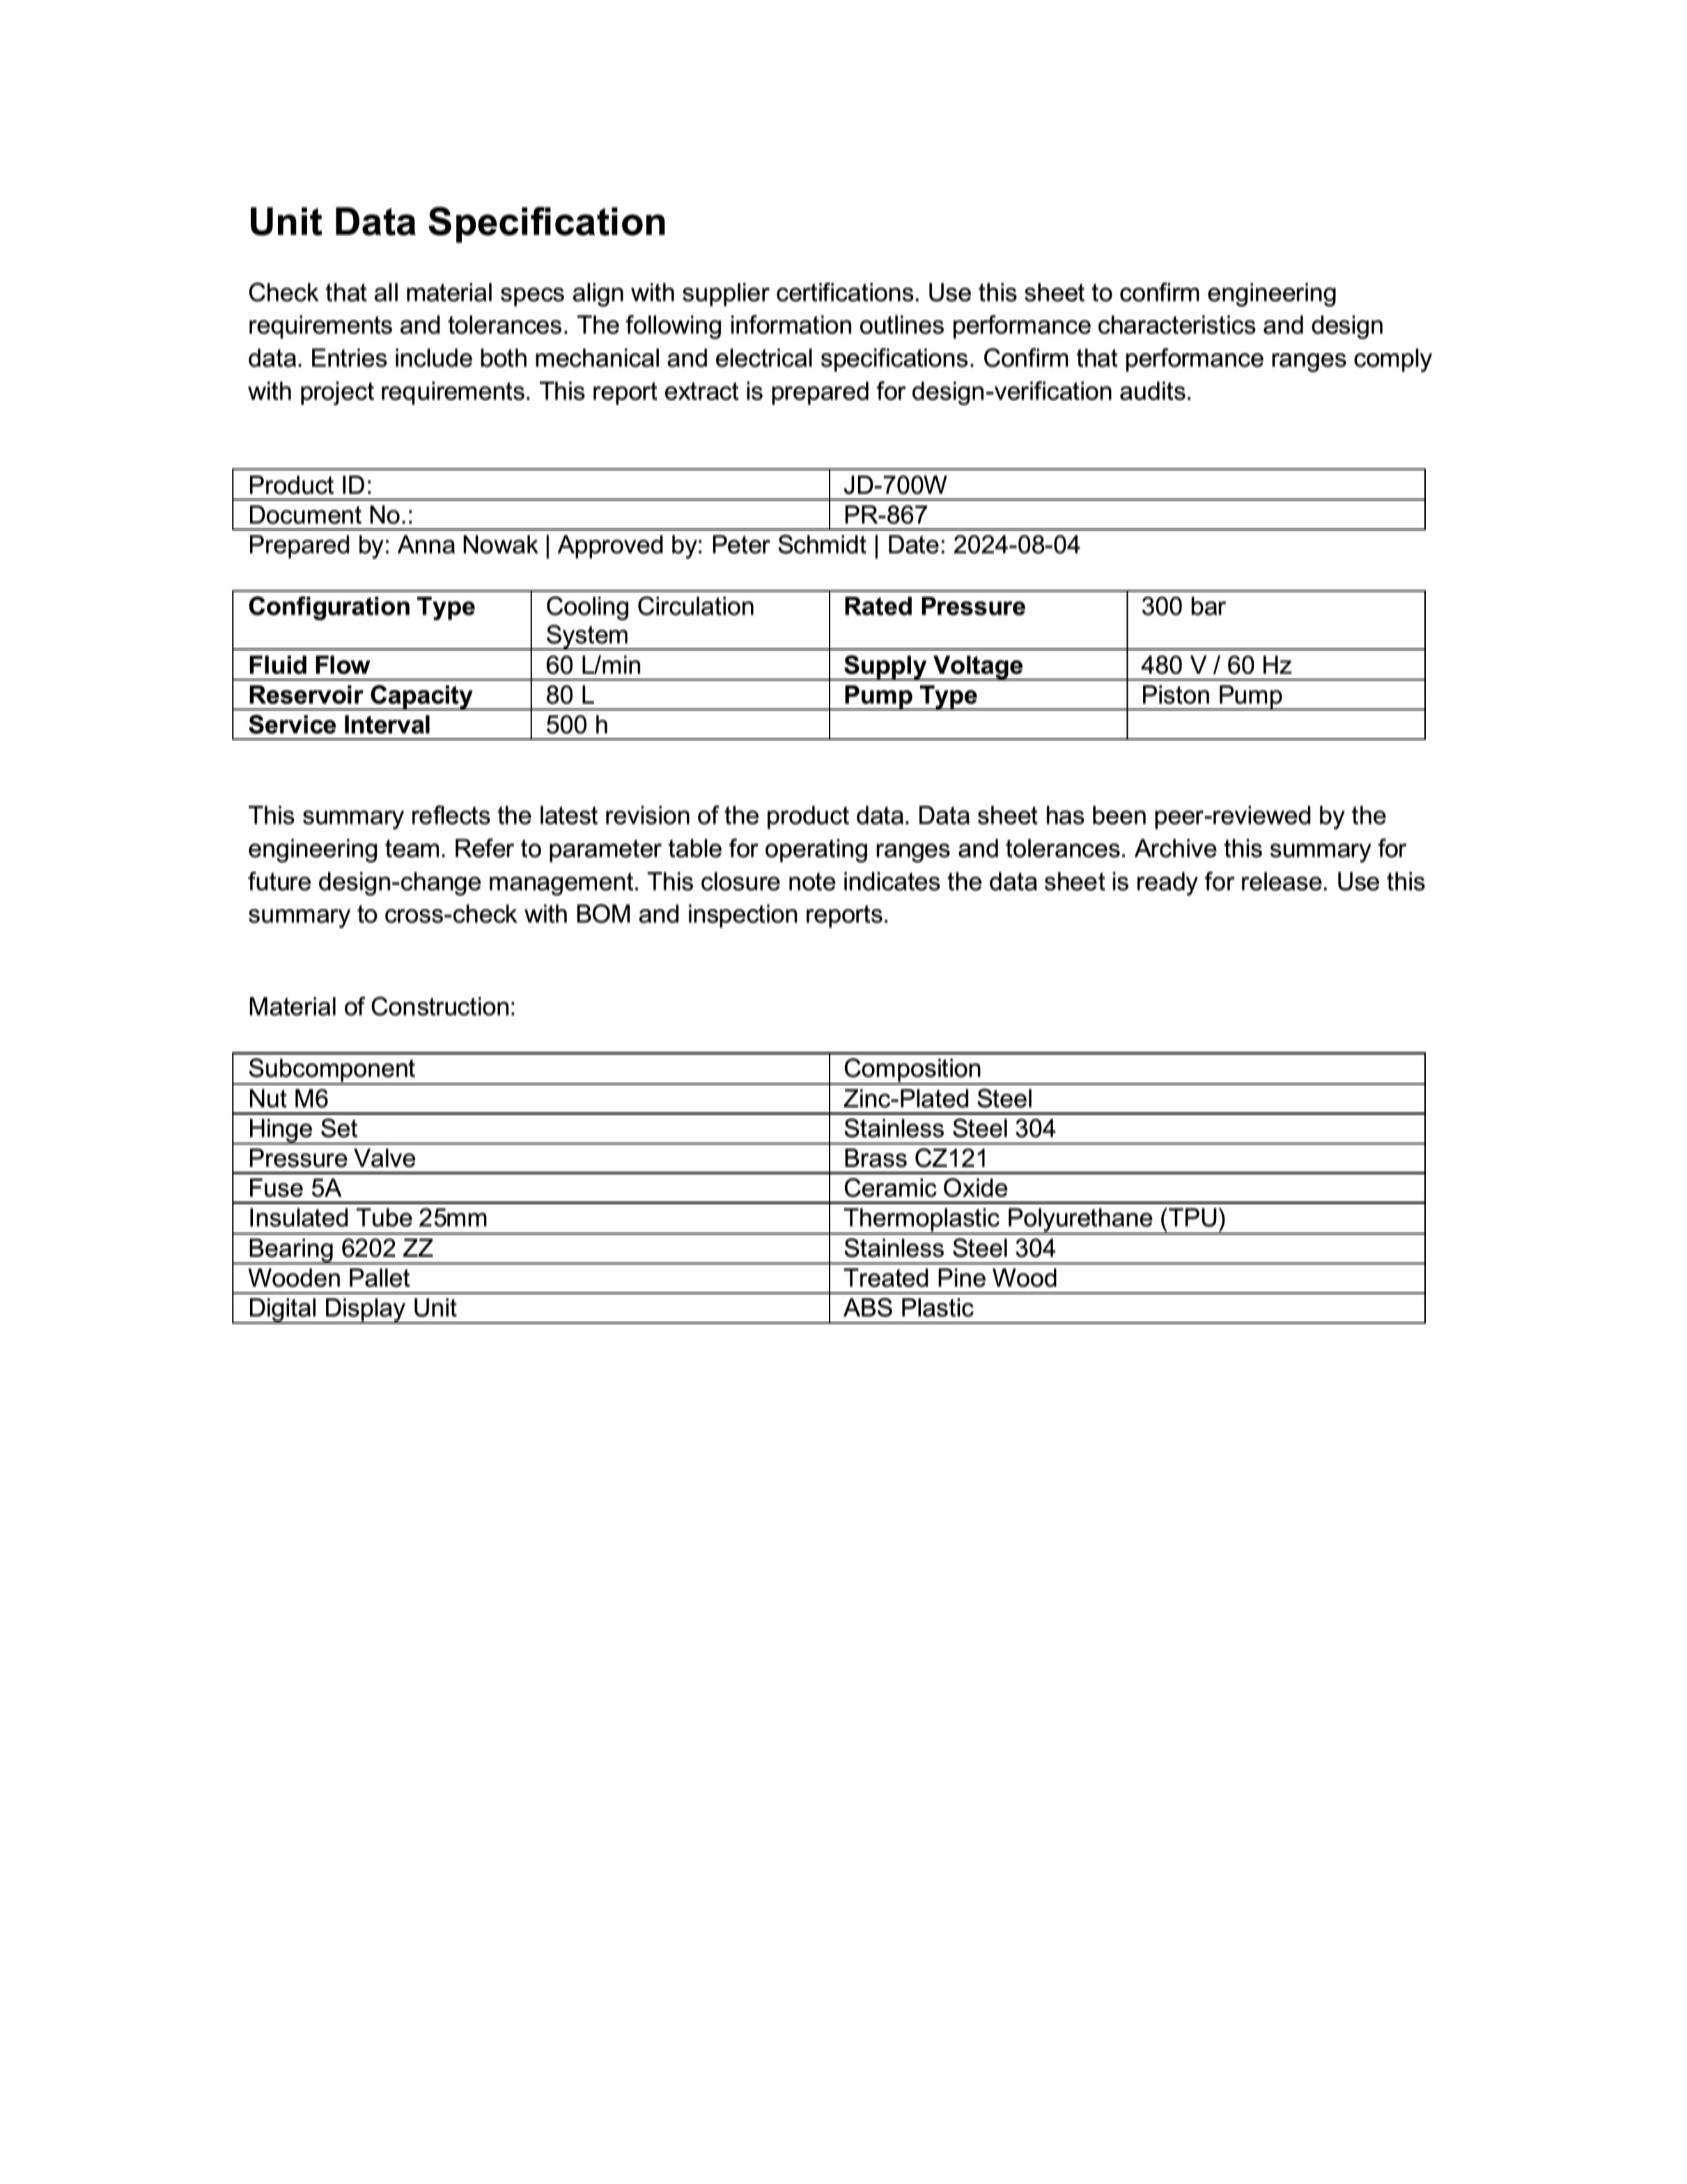 Unit Data Specification
Check that all material specs align with supplier certifications. Use this sheet to confirm engineering
requirements and tolerances. The following information outlines performance characteristics and design
data. Entries include both mechanical and electrical specifications. Confirm that performance ranges comply
with project requirements. This report extract is prepared for design-verification audits.
Product ID: JD-700W
Document No.: PR-867
Prepared by: Anna Nowak | Approved by: Peter Schmidt | Date: 2024-08-04
Configuration Type Cooling Circulation Rated Pressure 300 bar
System
Fluid Flow 60 L/min Supply Voltage 480 V / 60 Hz
Reservoir Capacity 80 L Pump Type Piston Pump
Service Interval 500 h
This summary reflects the latest revision of the product data. Data sheet has been peer-reviewed by the
engineering team. Refer to parameter table for operating ranges and tolerances. Archive this summary for
future design-change management. This closure note indicates the data sheet is ready for release. Use this
summary to cross-check with BOM and inspection reports.
Material of Construction:
Subcomponent Composition
Nut M6 Zinc-Plated Steel
Hinge Set Stainless Steel 304
Pressure Valve Brass CZ121
Fuse 5A Ceramic Oxide
Insulated Tube 25mm Thermoplastic Polyurethane (TPU)
Bearing 6202 ZZ Stainless Steel 304
Wooden Pallet Treated Pine Wood
Digital Display Unit ABS Plastic